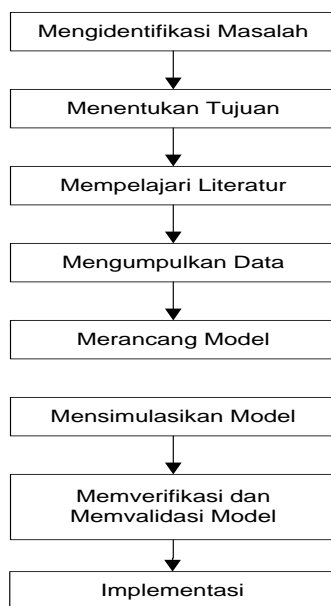 Mengidentifikasi Masalah
Menentukan Tujuan
Mempelajari Literatur
Mengumpulkan Data
Merancang Model
Mensimulasikan Model
Memverifikasi dan
Memvalidasi Model
Implementasi